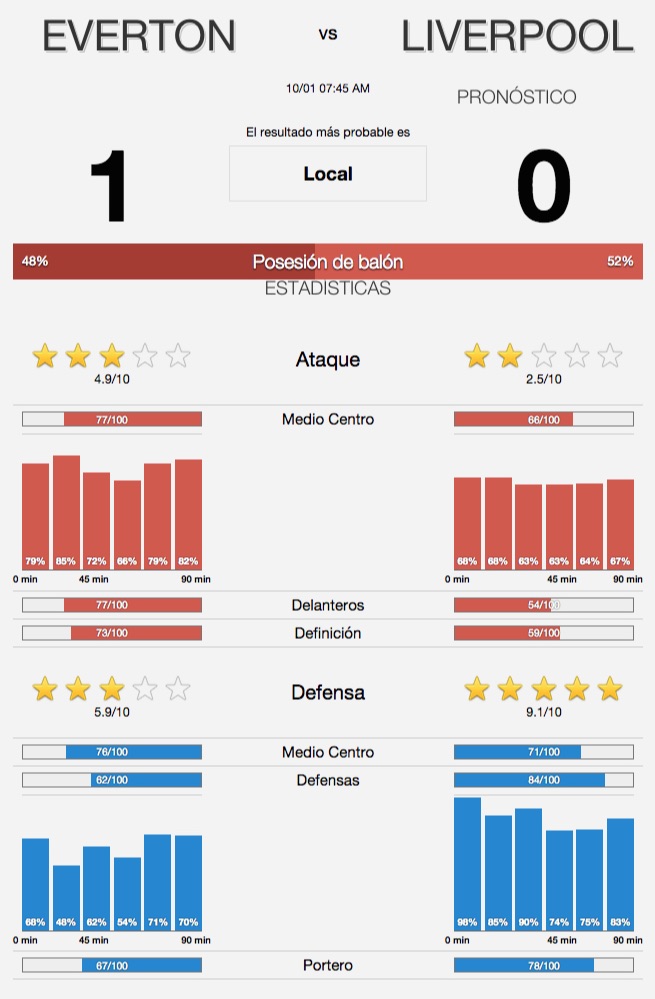 EVERTON vs LIVERPOOL
10/01 07:45 AM
PRONÓSTICO
El resultado más probable es
1 Local 0
48% Posesión de balón 52%
ESTADISTICAS
Ataque
4.9/10 2.5/10
77/100 Medio Centro 66/100
79% 85% 72% 66% 79% 82% 68% 68% 63% 63% 64% 67%
0 min 45 min 90 min 0 min 45 min 90 min
77/100 Delanteros 54/100
73/100 Definición 59/100
Defensa
5.9/10 9.1/10
76/100 Medio Centro 71/100
62/100 Defensas 84/100
68% 48% 62% 54% 71% 70% 98% 85% 90% 74% 75% 83%
0 min 45 min 90 min 0 min 45 min 90 min
67/100 Portero 78/100